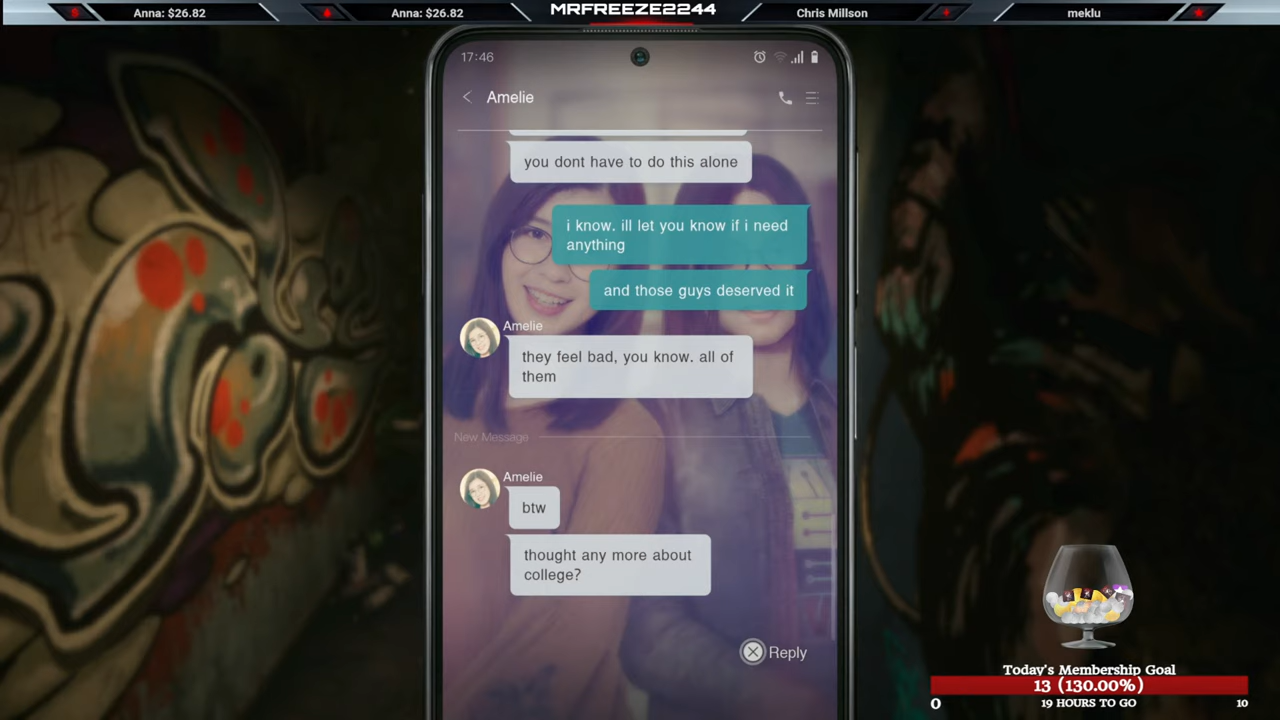 Anna: $26.82
Anna: $26.82
MRFREEZE2244
Chris Millson
meklu
17:46
Amelie
you dont have to do this alone
i know. ill let you know if i need
anything
and those guys deserved it
Amelie
they feel bad, you know. all of
them
New Message
Amelie
btw
thought any more about
college?
Reply
Today's Membership Goal
13 (130.00%)
0
19 HOURS TO GO
10